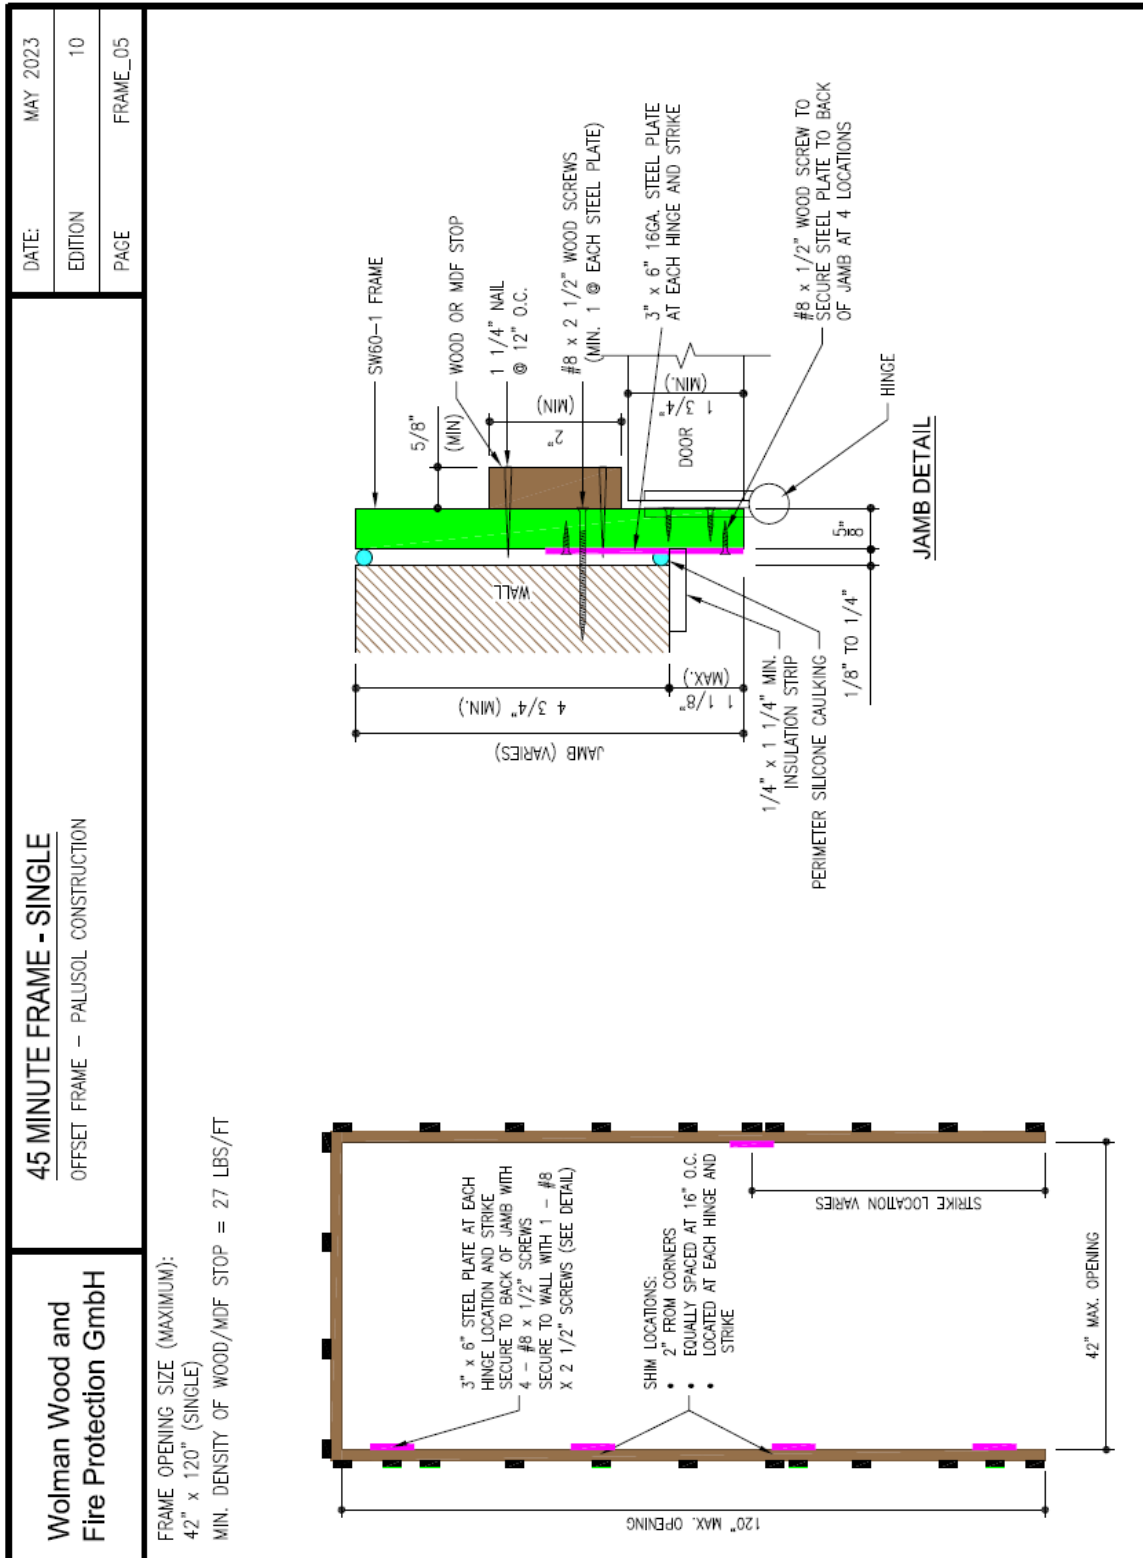 Wolman Wood and
Fire Protection GmbH
45 MINUTE FRAME - SINGLE
OFFSET FRAME – PALUSOL CONSTRUCTION
DATE: MAY 2023
EDITION 10
PAGE FRAME_05
FRAME OPENING SIZE (MAXIMUM):
42" x 120" (SINGLE)
MIN. DENSITY OF WOOD/MDF STOP = 27 LBS/FT
3" x 6" STEEL PLATE AT EACH
HINGE LOCATION AND STRIKE
SECURE TO BACK OF JAMB WITH
4 – #8 x 1/2" SCREWS
SECURE TO WALL WITH 1 – #8
X 2 1/2" SCREWS (SEE DETAIL)
SHIM LOCATIONS:
• 2" FROM CORNERS
• EQUALLY SPACED AT 16" O.C.
• LOCATED AT EACH HINGE AND
STRIKE
120" MAX. OPENING
STRIKE LOCATION VARIES
42" MAX. OPENING
SW60-1 FRAME
5/8"
(MIN)
WOOD OR MDF STOP
1 1/4" NAIL
@ 12" O.C.
2"
(MIN)
#8 x 2 1/2" WOOD SCREWS
(MIN. 1 @ EACH STEEL PLATE)
3" x 6" 16GA. STEEL PLATE
AT EACH HINGE AND STRIKE
WALL
DOOR
1 3/4"
(MIN.)
#8 x 1/2" WOOD SCREW TO
SECURE STEEL PLATE TO BACK
OF JAMB AT 4 LOCATIONS
HINGE
JAMB (VARIES)
4 3/4" (MIN.)
1 1/8"
(MAX.)
1/4" x 1 1/4" MIN.
INSULATION STRIP
PERIMETER SILICONE CAULKING
1/8" TO 1/4"
5/8"
JAMB DETAIL